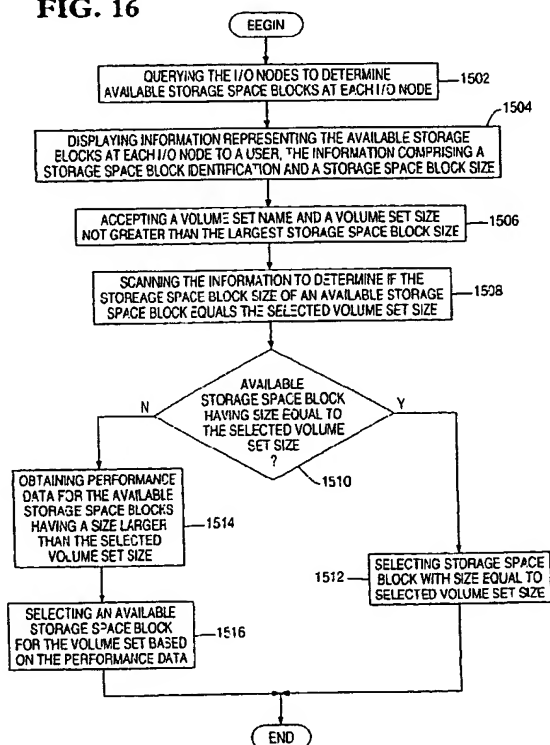 FIG. 16
BEGIN
QUERYING THE I/O NODES TO DETERMINE
AVAILABLE STORAGE SPACE BLOCKS AT EACH I/O NODE
1502
1504
DISPLAYING INFORMATION REPRESENTING THE AVAILABLE STORAGE
BLOCKS AT EACH I/O NODE TO A USER, THE INFORMATION COMPRISING A
STORAGE SPACE BLOCK IDENTIFICATION AND A STORAGE SPACE BLOCK SIZE
ACCEPTING A VOLUME SET NAME AND A VOLUME SET SIZE
NOT GREATER THAN THE LARGEST STORAGE SPACE BLOCK SIZE
1506
SCANNING THE INFORMATION TO DETERMINE IF THE
STOREAGE SPACE BLOCK SIZE OF AN AVAILABLE STORAGE
SPACE BLOCK EQUALS THE SELECTED VOLUME SET SIZE
1508
AVAILABLE
STORAGE SPACE BLOCK
HAVING SIZE EQUAL TO
THE SELECTED VOLUME
SET SIZE
?
N
Y
1510
OBTAINING PERFORMANCE
DATA FOR THE AVAILABLE
STORAGE SPACE BLOCKS
HAVING A SIZE LARGER
THAN THE SELECTED
VOLUME SET SIZE
1514
1512
SELECTING STORAGE SPACE
BLOCK WITH SIZE EQUAL TO
SELECTED VOLUME SET SIZE
SELECTING AN AVAILABLE
STORAGE SPACE BLOCK
FOR THE VOLUME SET BASED
ON THE PERFORMANCE DATA
1516
END